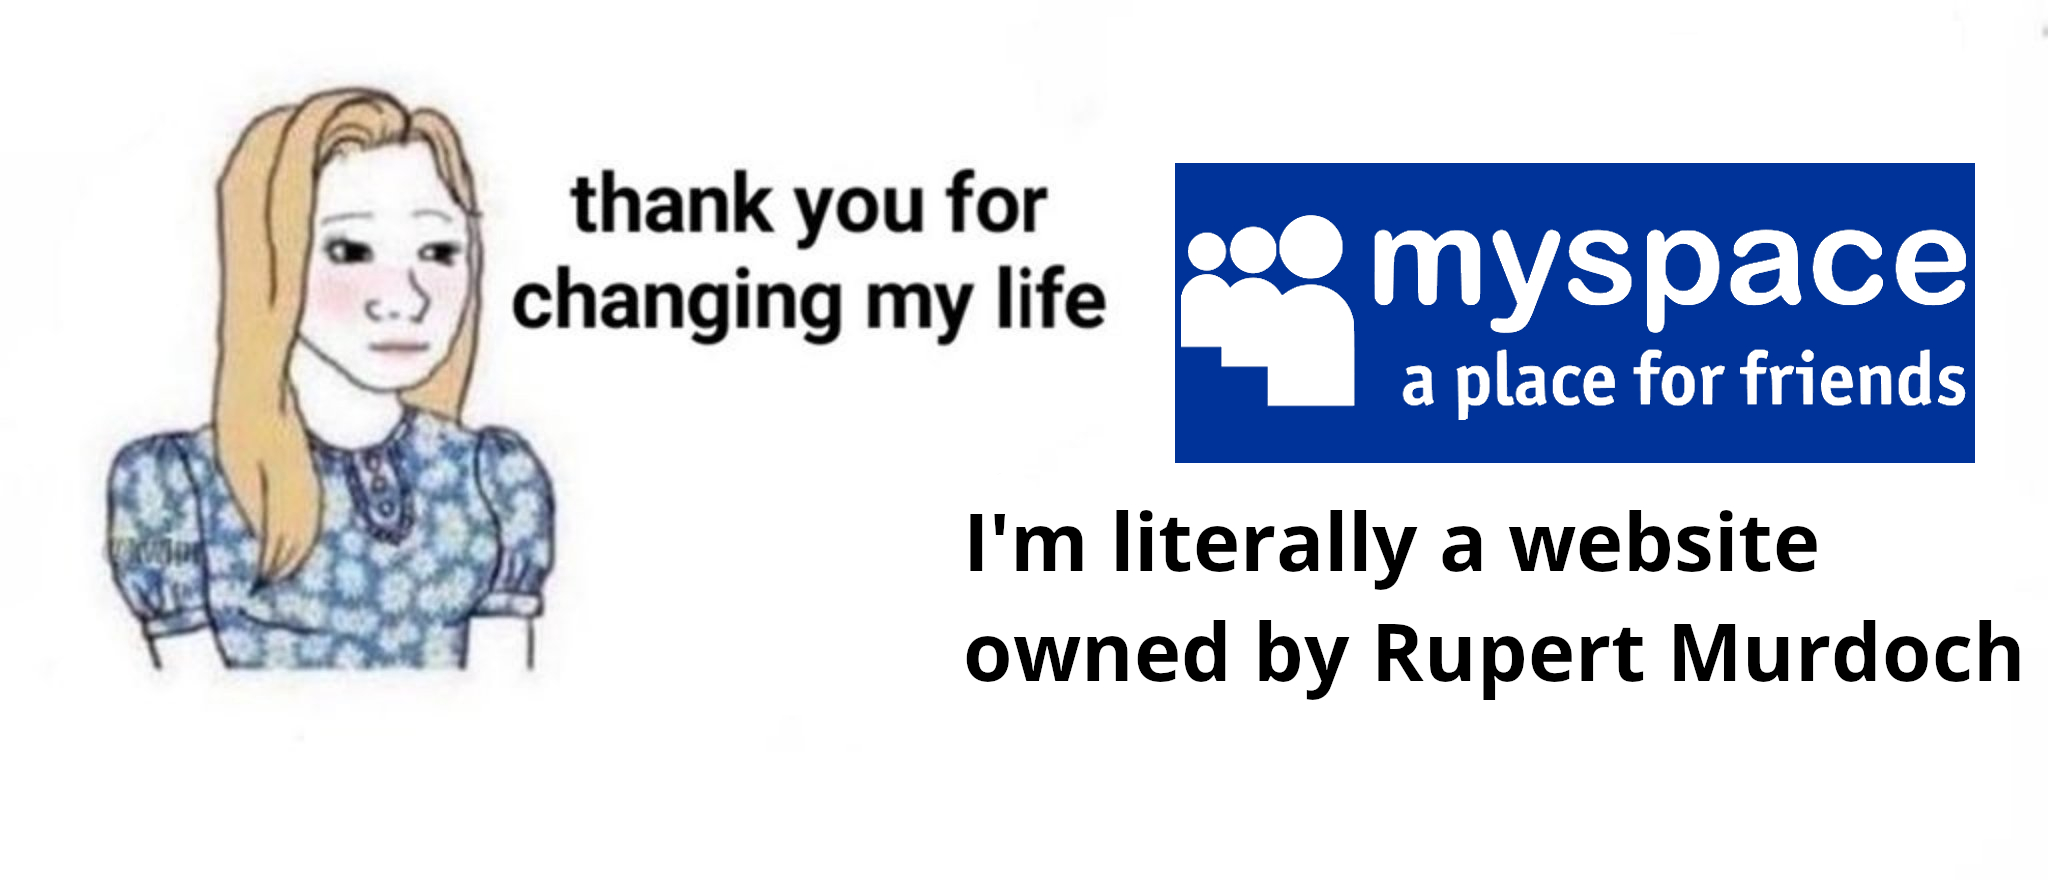 thank you for
changing my life
myspace
a place for friends
I'm literally a website
owned by Rupert Murdoch